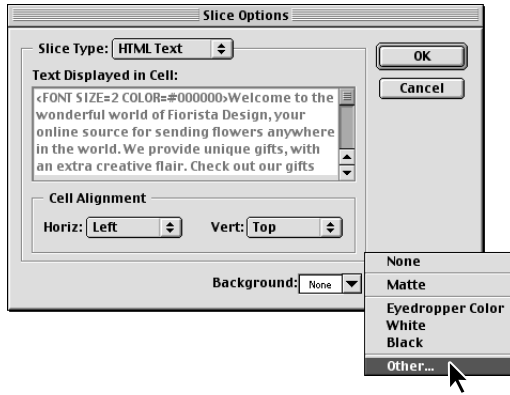 Slice Options
Slice Type: HTML Text
OK
Text Displayed in Cell:
Cancel
<FONT SIZE=2 COLOR=#000000>Welcome to the
wonderful world of Fiorista Design, your
online source for sending flowers anywhere
in the world. We provide unique gifts, with
an extra creative flair. Check out our gifts
Cell Alignment
Horiz: Left Vert: Top
Background: None
None
Matte
Eyedropper Color
White
Black
Other...